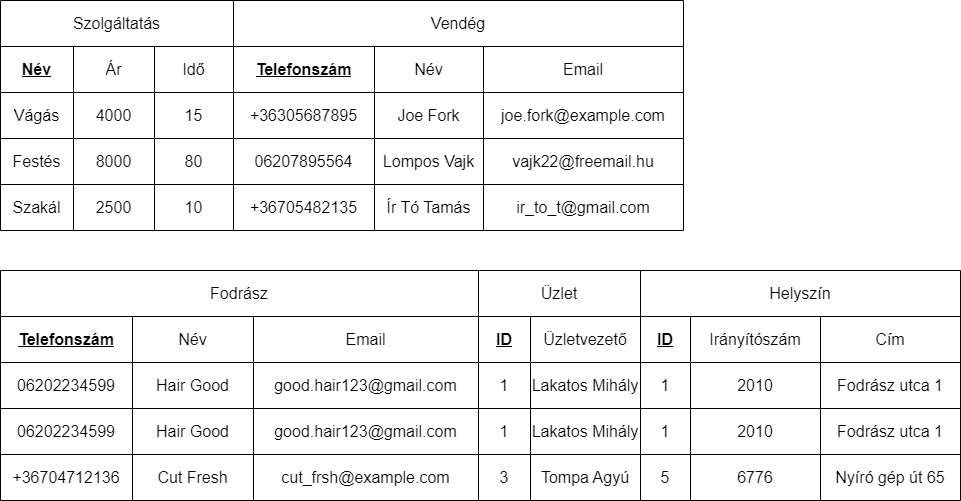 Szolgáltatás Vendég
Név Ár Idő Telefonszám Név Email
Vágás 4000 15 +36305687895 Joe Fork joe.fork@example.com
Festés 8000 80 06207895564 Lompos Vajk vajk22@freemail.hu
Szakál 2500 10 +36705482135 Ír Tó Tamás ir_to_t@gmail.com
Fodrász Üzlet Helyszín
Telefonszám Név Email ID Üzletvezető ID Irányítószám Cím
06202234599 Hair Good good.hair123@gmail.com 1 Lakatos Mihály 1 2010 Fodrász utca 1
06202234599 Hair Good good.hair123@gmail.com 1 Lakatos Mihály 1 2010 Fodrász utca 1
+36704712136 Cut Fresh cut_frsh@example.com 3 Tompa Agyú 5 6776 Nyíró gép út 65